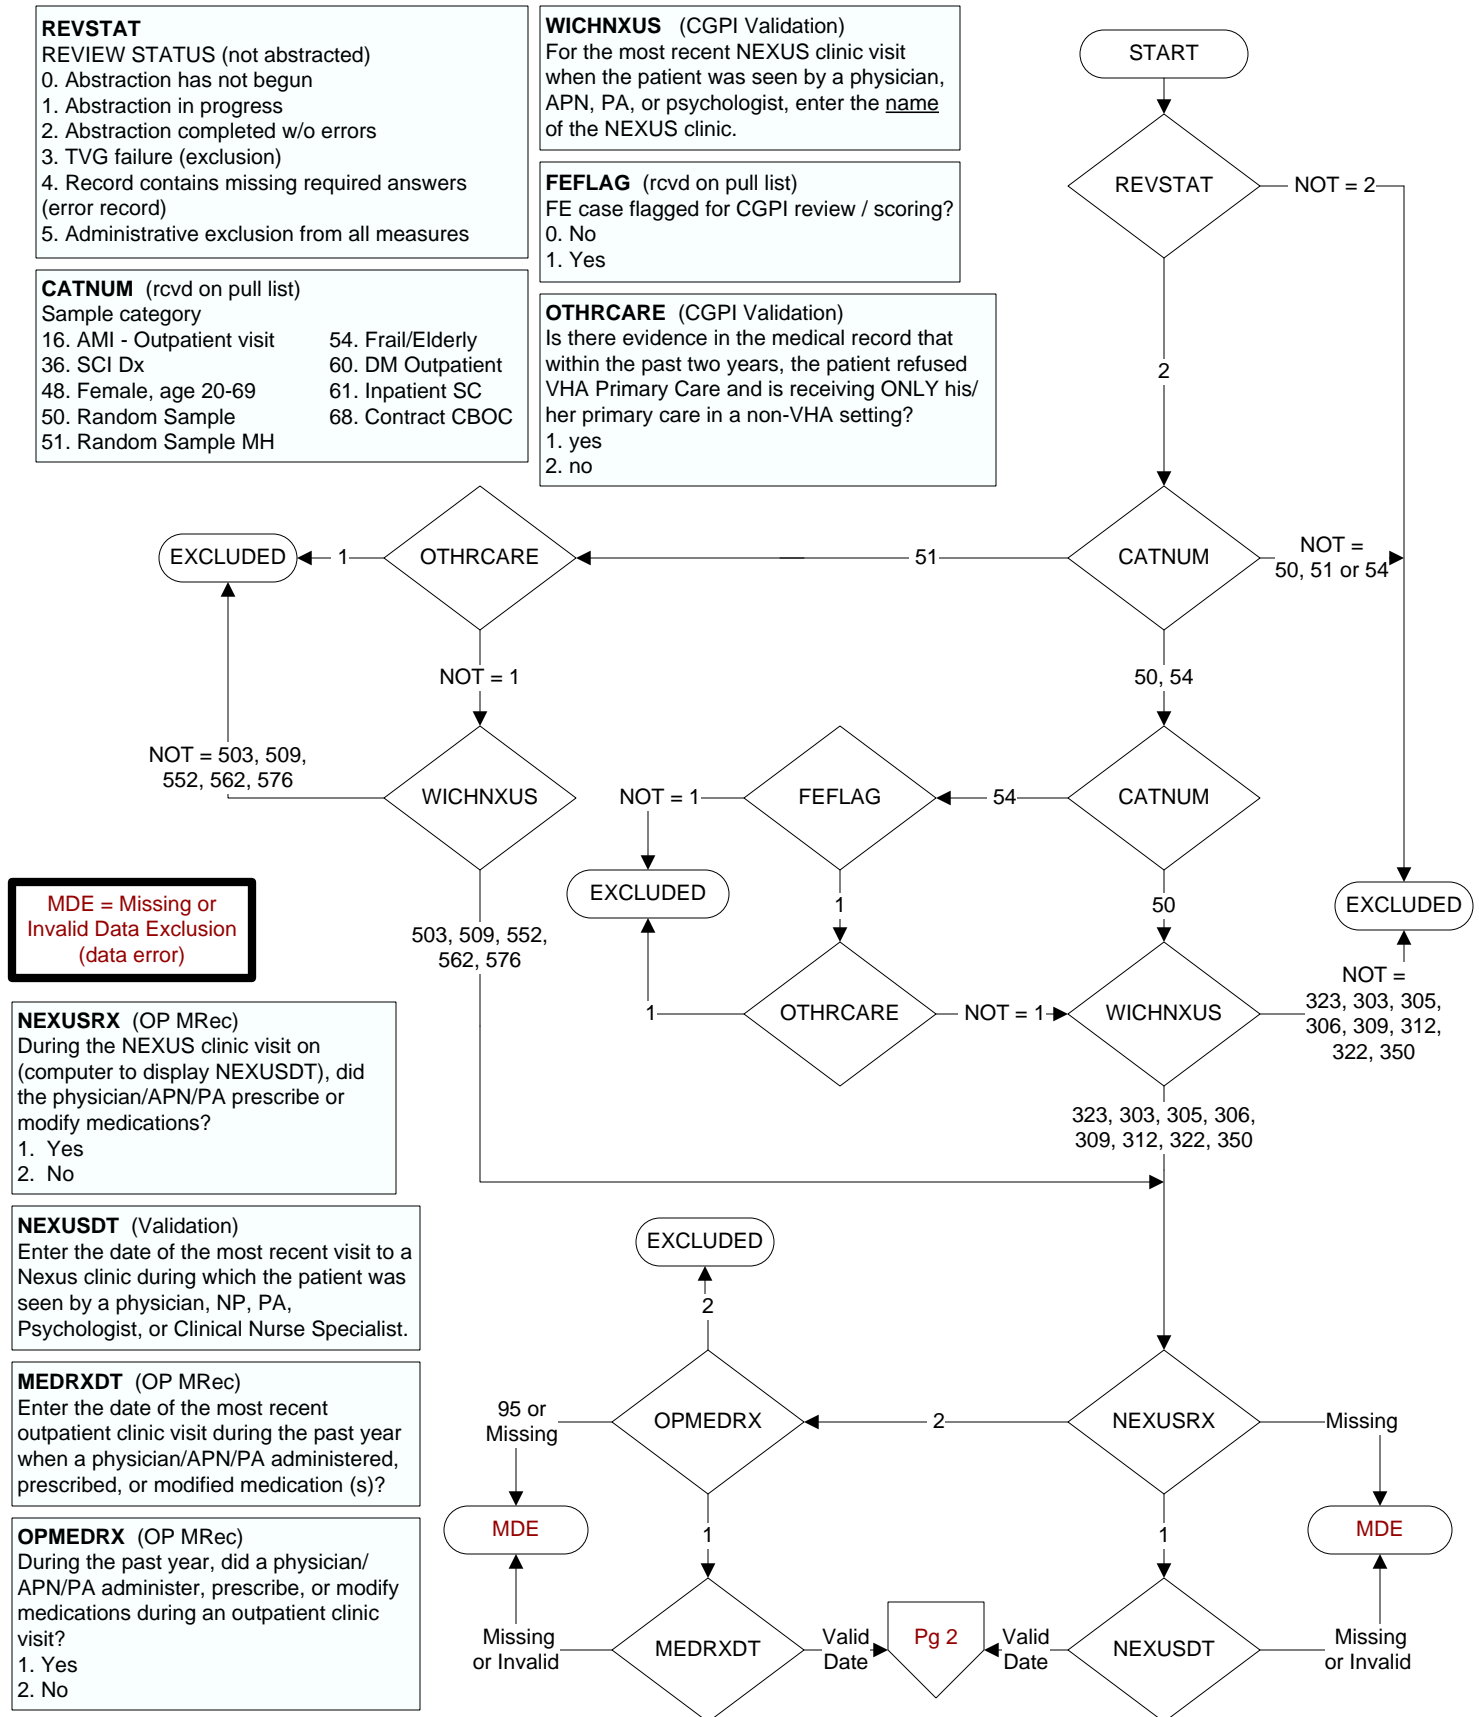 REVSTAT
REVIEW STATUS (not abstracted)
0. Abstraction has not begun
1. Abstraction in progress
2. Abstraction completed w/o errors
3. TVG failure (exclusion)
4. Record contains missing required answers
(error record)
5. Administrative exclusion from all measures
WICHNXUS (CGPI Validation)
For the most recent NEXUS clinic visit
when the patient was seen by a physician,
APN, PA, or psychologist, enter the name
of the NEXUS clinic.
FEFLAG (rcvd on pull list)
FE case flagged for CGPI review / scoring?
0. No
1. Yes
CATNUM (rcvd on pull list)
Sample category
16. AMI - Outpatient visit
36. SCI Dx
48. Female, age 20-69
50. Random Sample
51. Random Sample MH
54. Frail/Elderly
60. DM Outpatient
61. Inpatient SC
68. Contract CBOC
OTHRCARE (CGPI Validation)
Is there evidence in the medical record that
within the past two years, the patient refused
VHA Primary Care and is receiving ONLY his/
her primary care in a non-VHA setting?
1. yes
2. no
START
REVSTAT
NOT = 2
2
CATNUM
NOT =
50, 51 or 54
51
OTHRCARE
1
EXCLUDED
NOT = 1
50, 54
WICHNXUS
NOT = 503, 509,
552, 562, 576
503, 509, 552,
562, 576
CATNUM
54
FEFLAG
NOT = 1
EXCLUDED
1
50
EXCLUDED
OTHRCARE
1
NOT = 1
WICHNXUS
NOT =
323, 303, 305,
306, 309, 312,
322, 350
323, 303, 305, 306,
309, 312, 322, 350
MDE = Missing or
Invalid Data Exclusion
(data error)
NEXUSRX (OP MRec)
During the NEXUS clinic visit on
(computer to display NEXUSDT), did
the physician/APN/PA prescribe or
modify medications?
1. Yes
2. No
NEXUSDT (Validation)
Enter the date of the most recent visit to a
Nexus clinic during which the patient was
seen by a physician, NP, PA,
Psychologist, or Clinical Nurse Specialist.
MEDRXDT (OP MRec)
Enter the date of the most recent
outpatient clinic visit during the past year
when a physician/APN/PA administered,
prescribed, or modified medication (s)?
OPMEDRX (OP MRec)
During the past year, did a physician/
APN/PA administer, prescribe, or modify
medications during an outpatient clinic
visit?
1. Yes
2. No
EXCLUDED
2
95 or
Missing
OPMEDRX
2
NEXUSRX
Missing
MDE
1
1
MDE
Missing
or Invalid
MEDRXDT
Valid
Date
Pg 2
Valid
Date
NEXUSDT
Missing
or Invalid